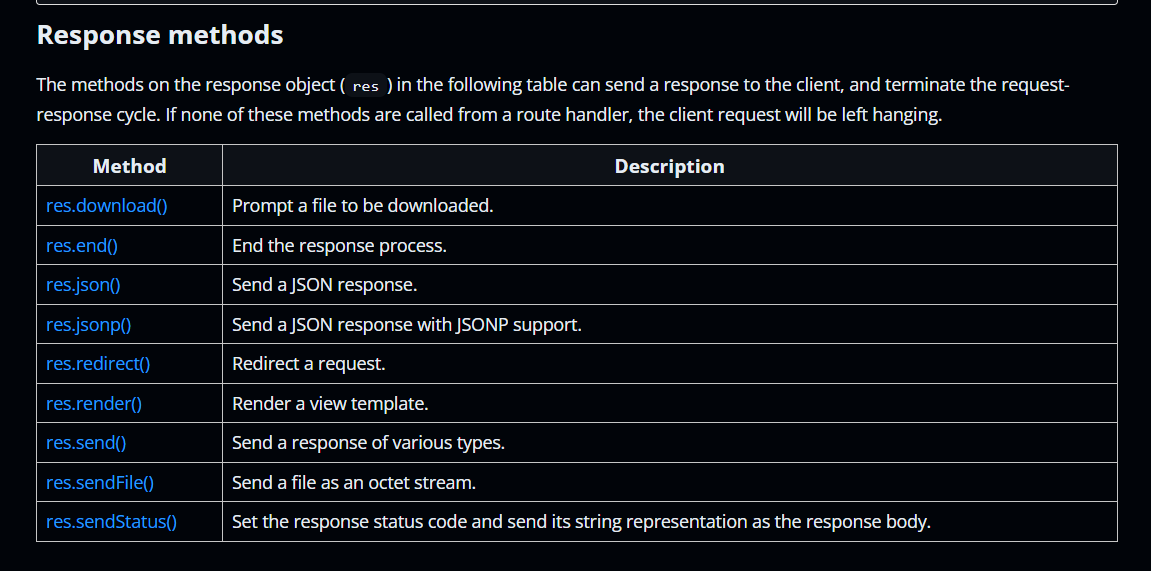 Response methods
The methods on the response object ( res ) in the following table can send a response to the client, and terminate the request-
response cycle. If none of these methods are called from a route handler, the client request will be left hanging.
Method Description
res.download() Prompt a file to be downloaded.
res.end() End the response process.
res.json() Send a JSON response.
res.jsonp() Send a JSON response with JSONP support.
res.redirect() Redirect a request.
res.render() Render a view template.
res.send() Send a response of various types.
res.sendFile() Send a file as an octet stream.
res.sendStatus() Set the response status code and send its string representation as the response body.